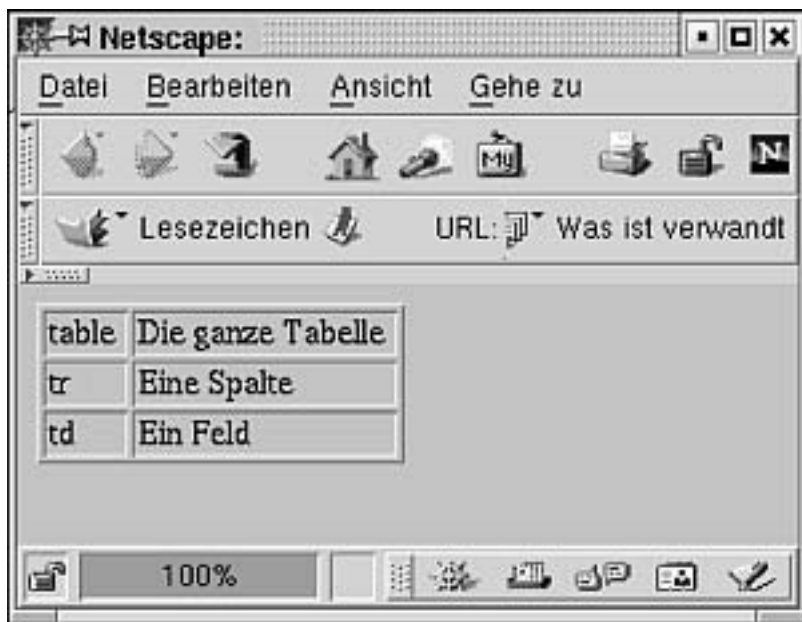 Netscape:
Datei Bearbeiten Ansicht Gehe zu
My N
Lesezeichen URL: Was ist verwandt
table Die ganze Tabelle
tr Eine Spalte
td Ein Feld
100%